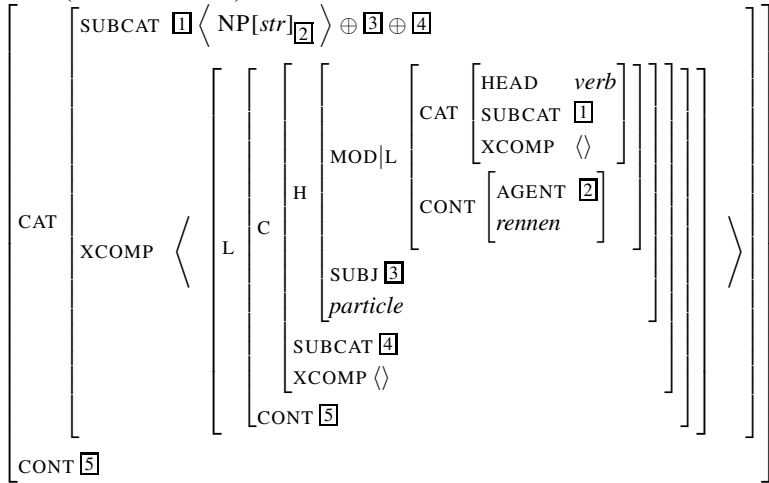 SUBCAT 1 ⟨ NP[str]2 ⟩ ⊕ 3 ⊕ 4
HEAD verb
CAT SUBCAT 1
MOD|L XCOMP ⟨⟩
H
CONT AGENT 2
C rennen
CAT
XCOMP ⟨ L ⟩
SUBJ 3
particle
SUBCAT 4
XCOMP ⟨⟩
CONT 5
CONT 5